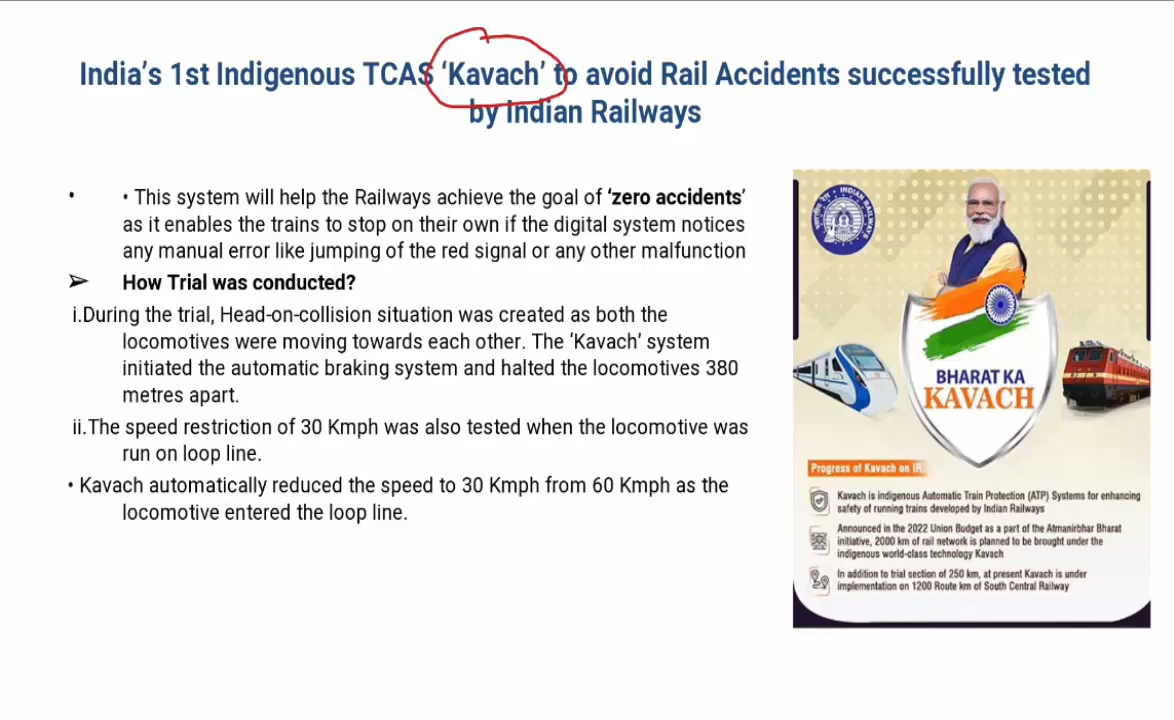 India's 1st Indigenous TCAS 'Kavach' to avoid Rail Accidents successfully tested
by Indian Railways
• • This system will help the Railways achieve the goal of 'zero accidents'
as it enables the trains to stop on their own if the digital system notices
any manual error like jumping of the red signal or any other malfunction
➢ How Trial was conducted?
i.During the trial, Head-on-collision situation was created as both the
locomotives were moving towards each other. The 'Kavach' system
initiated the automatic braking system and halted the locomotives 380
metres apart.
ii.The speed restriction of 30 Kmph was also tested when the locomotive was
run on loop line.
• Kavach automatically reduced the speed to 30 Kmph from 60 Kmph as the
locomotive entered the loop line.
INDIAN RAILWAYS
BHARAT KA
KAVACH
Progress of Kavach on IR.
Kavach is indigenous Automatic Train Protection (ATP) Systems for enhancing
safety of running trains developed by Indian Railways
Announced in the 2022 Union Budget as a part of the Atmanirbhar Bharat
initiative, 2000 km of rail network is planned to be brought under the
indigenous world-class technology Kavach
In addition to trial section of 250 km, at present Kavach is under
implementation on 1200 Route km of South Central Railway